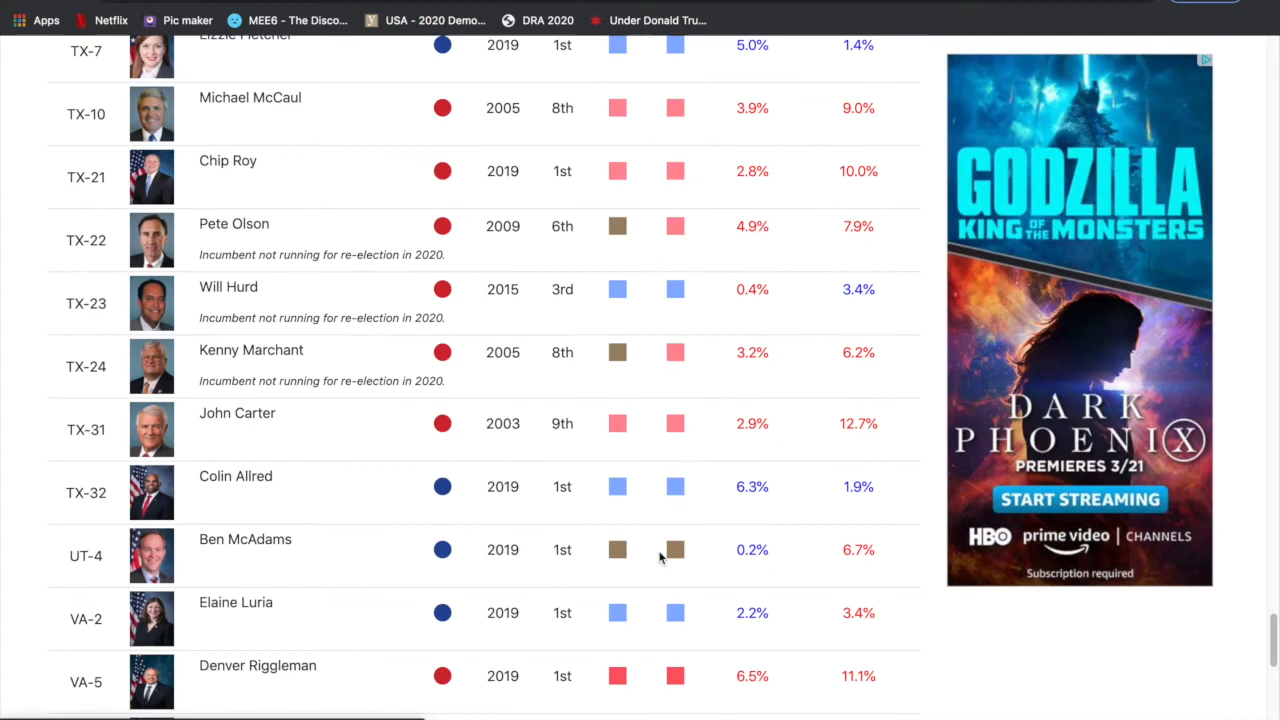 Apps Netflix Pic maker MEE6 - The Disco... USA - 2020 Demo... DRA 2020 Under Donald Tru...
TX-7 Lizzie Fletcher 2019 1st 5.0% 1.4%
TX-10 Michael McCaul 2005 8th 3.9% 9.0%
TX-21 Chip Roy 2019 1st 2.8% 10.0%
TX-22 Pete Olson 2009 6th 4.9% 7.9%
Incumbent not running for re-election in 2020.
TX-23 Will Hurd 2015 3rd 0.4% 3.4%
Incumbent not running for re-election in 2020.
TX-24 Kenny Marchant 2005 8th 3.2% 6.2%
Incumbent not running for re-election in 2020.
TX-31 John Carter 2003 9th 2.9% 12.7%
TX-32 Colin Allred 2019 1st 6.3% 1.9%
UT-4 Ben McAdams 2019 1st 0.2% 6.7%
VA-2 Elaine Luria 2019 1st 2.2% 3.4%
VA-5 Denver Riggleman 2019 1st 6.5% 11.1%
GODZILLA
KING OF THE MONSTERS
DARK
PHOENIX
PREMIERES 3/21
START STREAMING
HBO prime video | CHANNELS
Subscription required